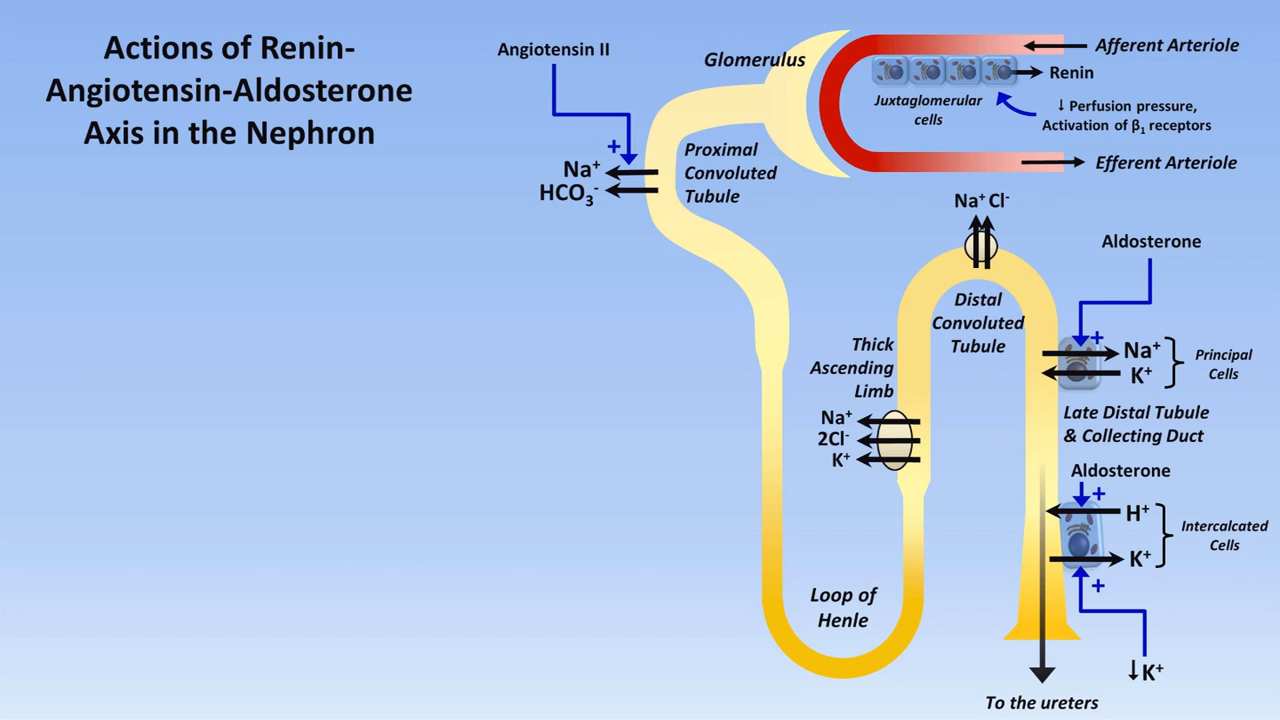 Actions of Renin-
Angiotensin-Aldosterone
Axis in the Nephron
Angiotensin II
+
Na⁺
HCO₃⁻
Glomerulus
Proximal
Convoluted
Tubule
Afferent Arteriole
Renin
Juxtaglomerular
cells
↓ Perfusion pressure,
Activation of β₁ receptors
Efferent Arteriole
Na⁺ Cl⁻
Distal
Convoluted
Tubule
Aldosterone
+
Na⁺
K⁺
Principal
Cells
Thick
Ascending
Limb
Na⁺
2Cl⁻
K⁺
Late Distal Tubule
& Collecting Duct
Aldosterone
+
H⁺
K⁺
Intercalcated
Cells
+
↓K⁺
Loop of
Henle
To the ureters